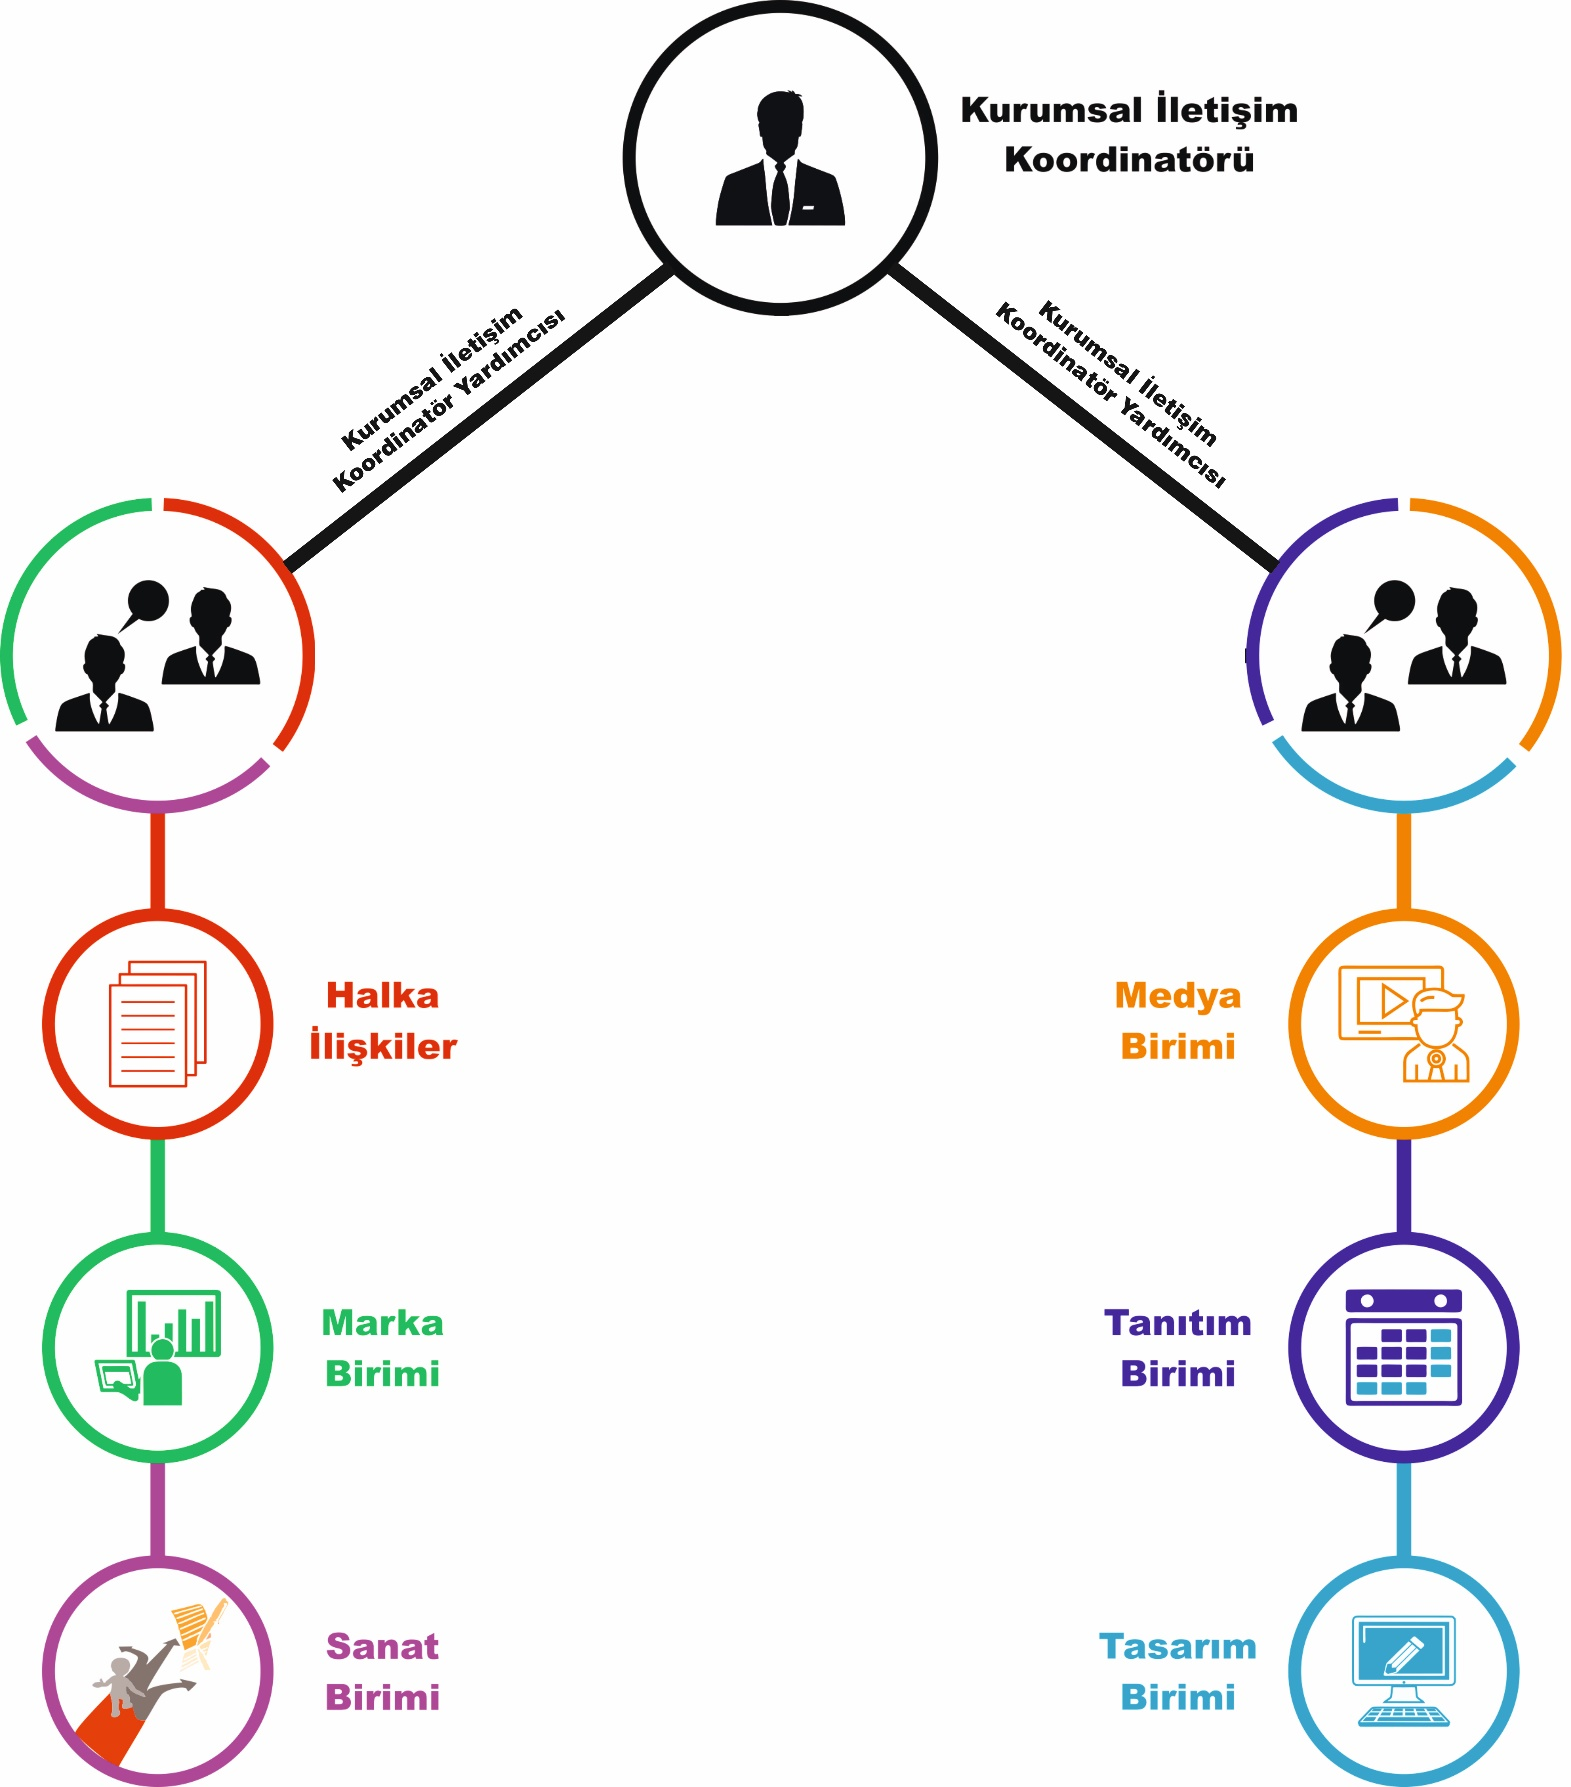 Kurumsal İletişim
Koordinatörü
Kurumsal İletişim
Koordinatör Yardımcısı
Kurumsal İletişim
Koordinatör Yardımcısı
Halka
İlişkiler
Medya
Birimi
Marka
Birimi
Tanıtım
Birimi
Sanat
Birimi
Tasarım
Birimi